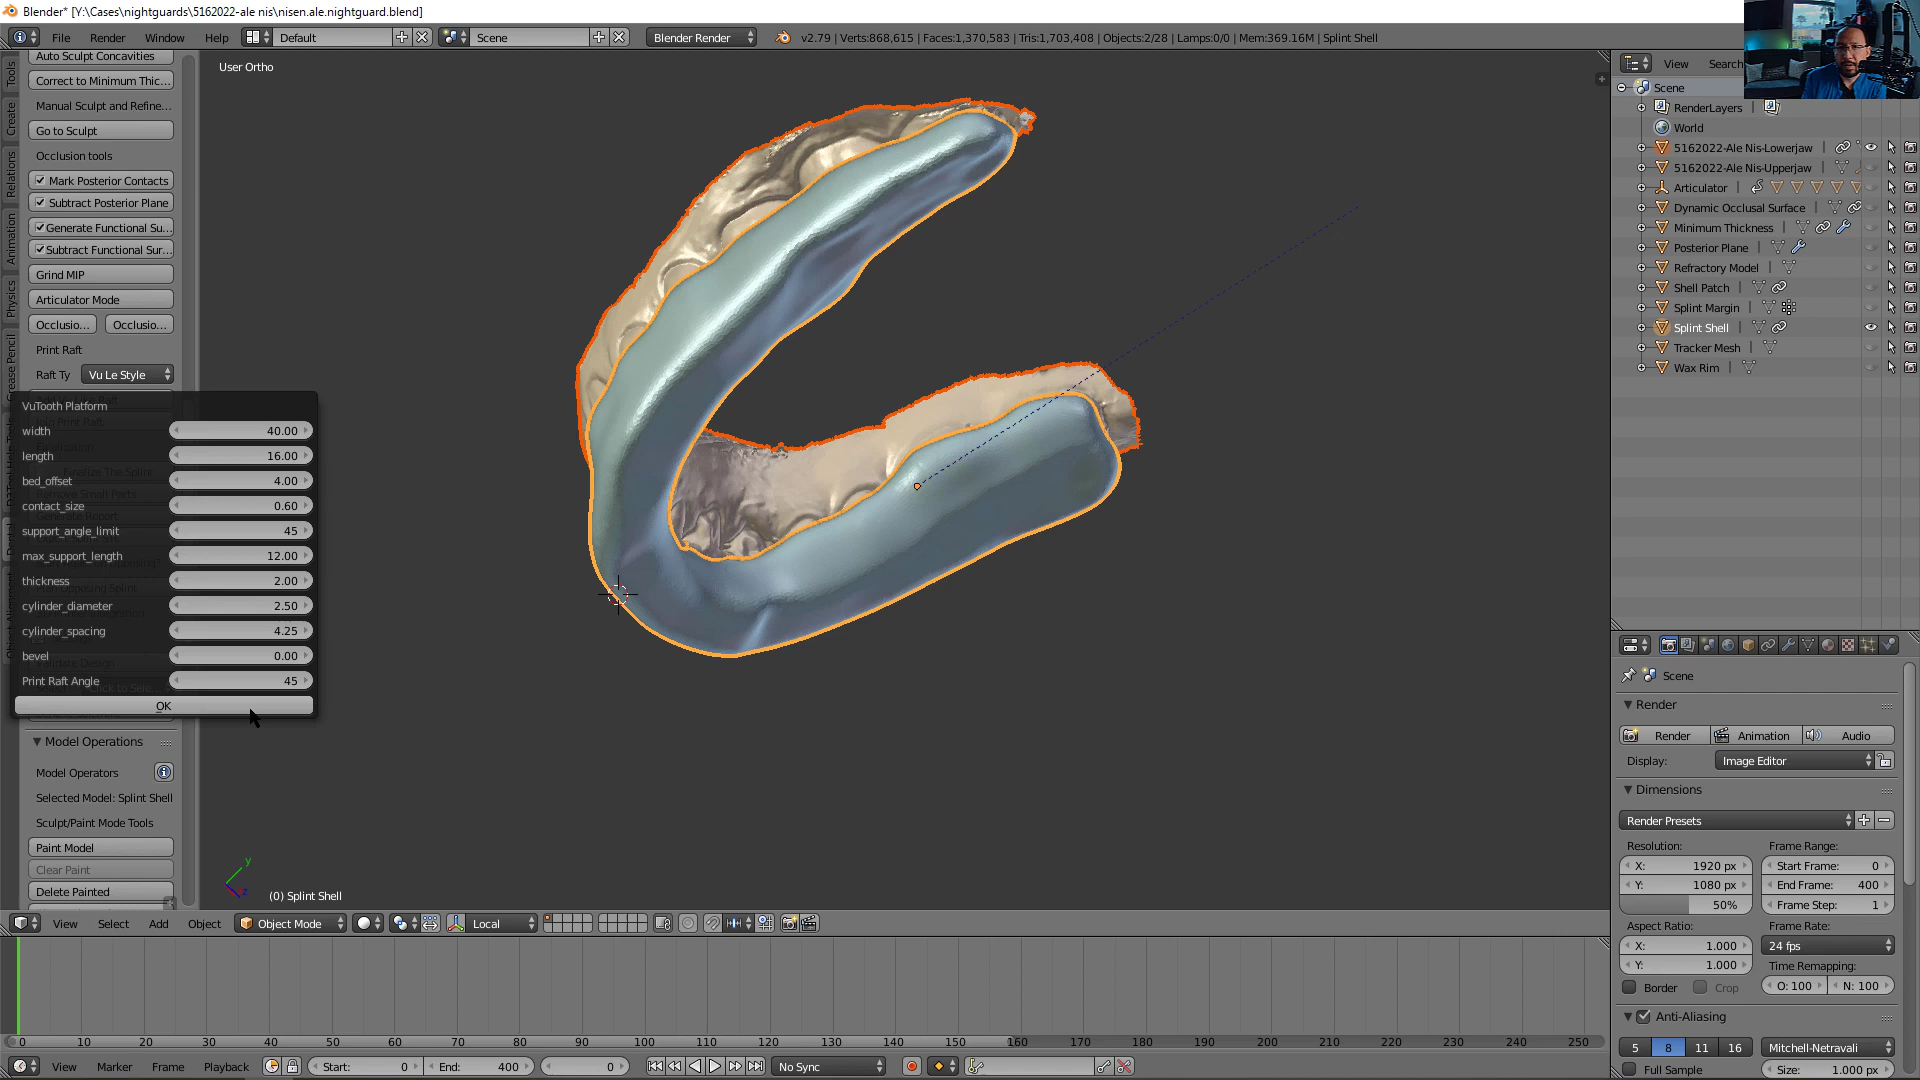 Blender* [Y:\Cases\nightguards\5162022-ale nis\nisen.ale.nightguard.blend]
File Render Window Help Default Scene Blender Render v2.79 | Verts:868,615 | Faces:1,370,583 | Tris:1,703,408 | Objects:2/28 | Lamps:0/0 | Mem:369.16M | Splint Shell
Tools
Create
Relations
Animation
Physics
Grease Pencil
Auto Sculpt Concavities
Correct to Minimum Thic...
Manual Sculpt and Refine...
Go to Sculpt
Occlusion tools
Mark Posterior Contacts
Subtract Posterior Plane
Generate Functional Su...
Subtract Functional Sur...
Grind MIP
Articulator Mode
Occlusio... Occlusio...
Print Raft
Raft Ty Vu Le Style
VuTooth Platform
width 40.00
length 16.00
bed_offset 4.00
contact_size 0.60
support_angle_limit 45
max_support_length 12.00
thickness 2.00
cylinder_diameter 2.50
cylinder_spacing 4.25
bevel 0.00
Print Raft Angle 45
OK
Model Operations
Model Operators
Selected Model: Splint Shell
Sculpt/Paint Mode Tools
Paint Model
Clear Paint
Delete Painted
User Ortho
y
z
(0) Splint Shell
View Select Add Object Object Mode Local
0 10 20 30 40 50 60 70 80 90 100 110 120 130 140 150 160 170 180 190 200 210 220 230 240 250
View Marker Frame Playback Start: 0 End: 400 0 No Sync
View Search
Scene
RenderLayers
World
5162022-Ale Nis-Lowerjaw
5162022-Ale Nis-Upperjaw
Articulator
Dynamic Occlusal Surface
Minimum Thickness
Posterior Plane
Refractory Model
Shell Patch
Splint Margin
Splint Shell
Tracker Mesh
Wax Rim
Scene
Render
Render Animation Audio
Display: Image Editor
Dimensions
Render Presets
Resolution: Frame Range:
X: 1920 px Start Frame: 0
Y: 1080 px End Frame: 400
50% Frame Step: 1
Aspect Ratio: Frame Rate:
X: 1.000 24 fps
Y: 1.000 Time Remapping:
Border Crop O: 100 N: 100
Anti-Aliasing
5 8 11 16 Mitchell-Netravali
Full Sample Size: 1.000 px